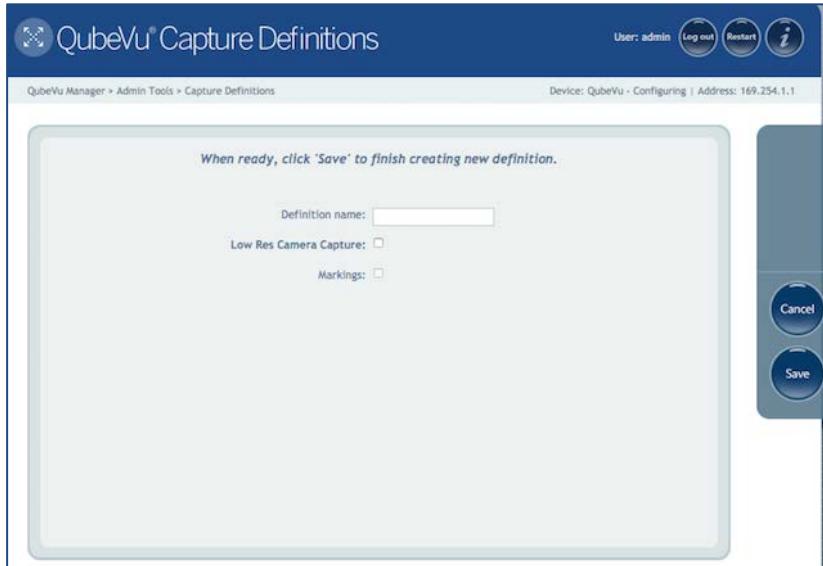 QubeVu® Capture Definitions
User: admin
Log out
Restart
i
QubeVu Manager > Admin Tools > Capture Definitions
Device: QubeVu - Configuring | Address: 169.254.1.1
When ready, click 'Save' to finish creating new definition.
Definition name:
Low Res Camera Capture:
Markings:
Cancel
Save